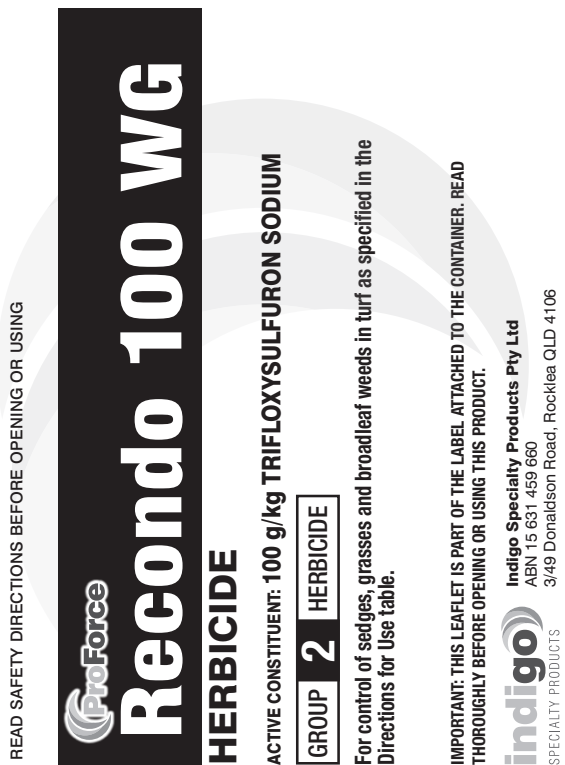 READ SAFETY DIRECTIONS BEFORE OPENING OR USING
ProForce
Recondo 100 WG
HERBICIDE
ACTIVE CONSTITUENT: 100 g/kg TRIFLOXYSULFURON SODIUM
GROUP 2 HERBICIDE
For control of sedges, grasses and broadleaf weeds in turf as specified in the
Directions for Use table.
IMPORTANT: THIS LEAFLET IS PART OF THE LABEL ATTACHED TO THE CONTAINER. READ
THOROUGHLY BEFORE OPENING OR USING THIS PRODUCT.
indigo
SPECIALTY PRODUCTS
Indigo Specialty Products Pty Ltd
ABN 15 631 459 660
3/49 Donaldson Road, Rocklea QLD 4106